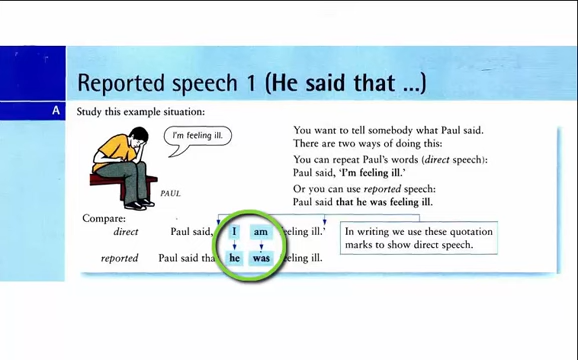 Reported speech 1 (He said that ...)
A
Study this example situation:
I'm feeling ill.
PAUL
You want to tell somebody what Paul said.
There are two ways of doing this:
You can repeat Paul's words (direct speech):
Paul said, 'I'm feeling ill.'
Or you can use reported speech:
Paul said that he was feeling ill.
Compare:
direct Paul said, I am eeling ill.'
In writing we use these quotation
marks to show direct speech.
reported Paul said tha he was eeling ill.